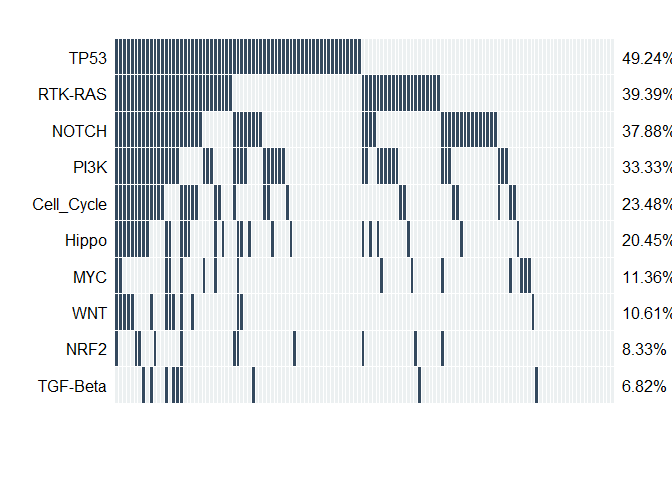 TP53 49.24%
RTK-RAS 39.39%
NOTCH 37.88%
PI3K 33.33%
Cell_Cycle 23.48%
Hippo 20.45%
MYC 11.36%
WNT 10.61%
NRF2 8.33%
TGF-Beta 6.82%